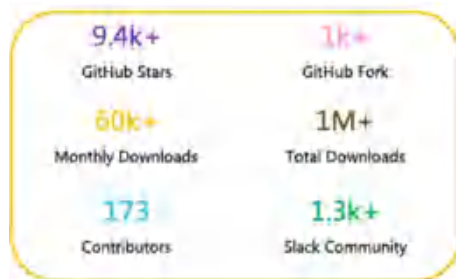 9.4k+ 1k+
GitHub Stars GitHub Fork
60k+ 1M+
Monthly Downloads Total Downloads
173 1.3k+
Contributors Slack Community